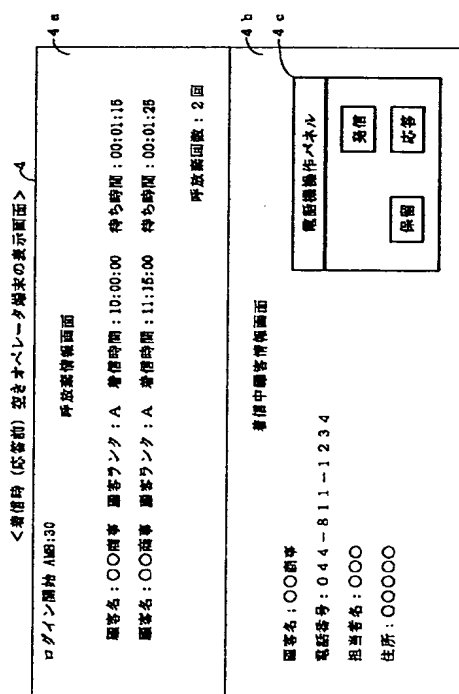 <着信時（応答前）空きオペレータ端末の表示画面>
4
4a
ログイン開始 AM8:30
呼放棄情報画面
顧客名：〇〇商事 顧客ランク：A 着信時間：10:00:00 待ち時間：00:01:15
顧客名：〇〇商事 顧客ランク：A 着信時間：11:15:00 待ち時間：00:01:25
呼放棄回数：2回
4b
着信中顧客情報画面
4c
顧客名：〇〇商事
電話番号：044-811-1234
担当者名：〇〇〇
住所：〇〇〇〇〇
電話機操作パネル
発信
保留
応答